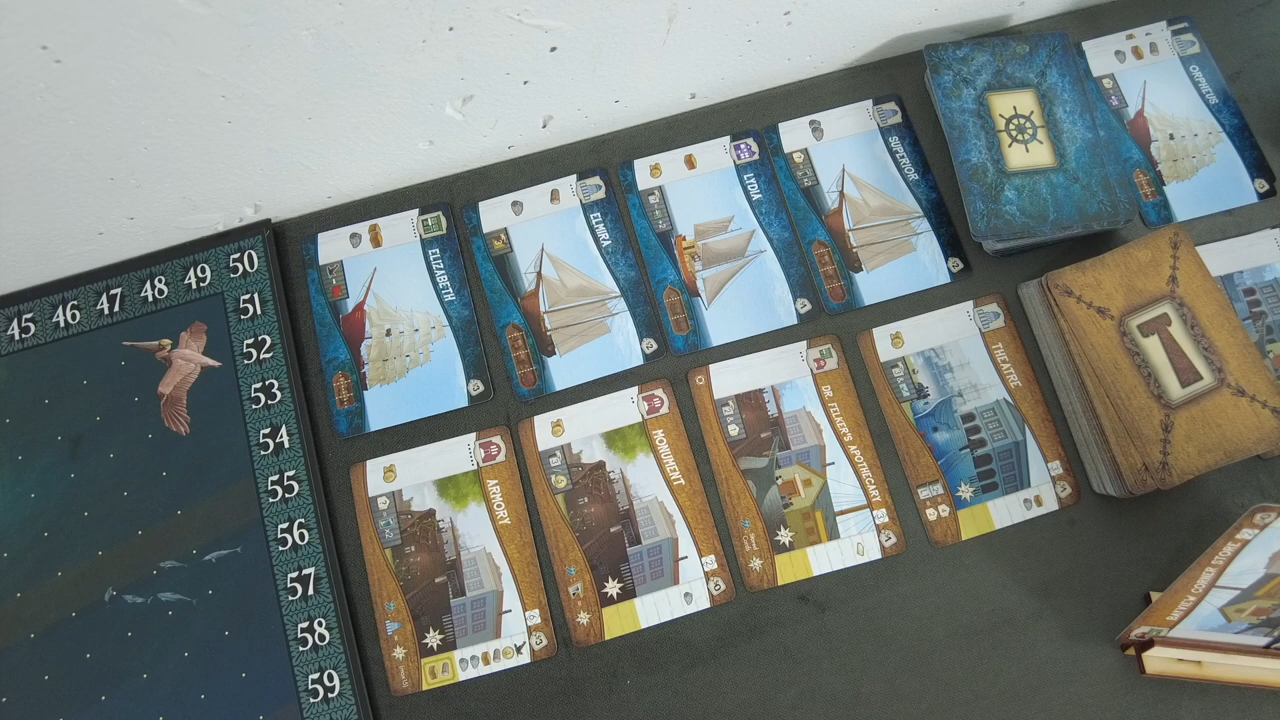 45 46 47 48 49 50
51
52
53
54
55
56
57
58
59
ELIZABETH
ELMIRA
LYDIA
SUPERIOR
ORPHEUS
ARMORY
MONUMENT
DR. FELKER'S APOTHECARY
THEATRE